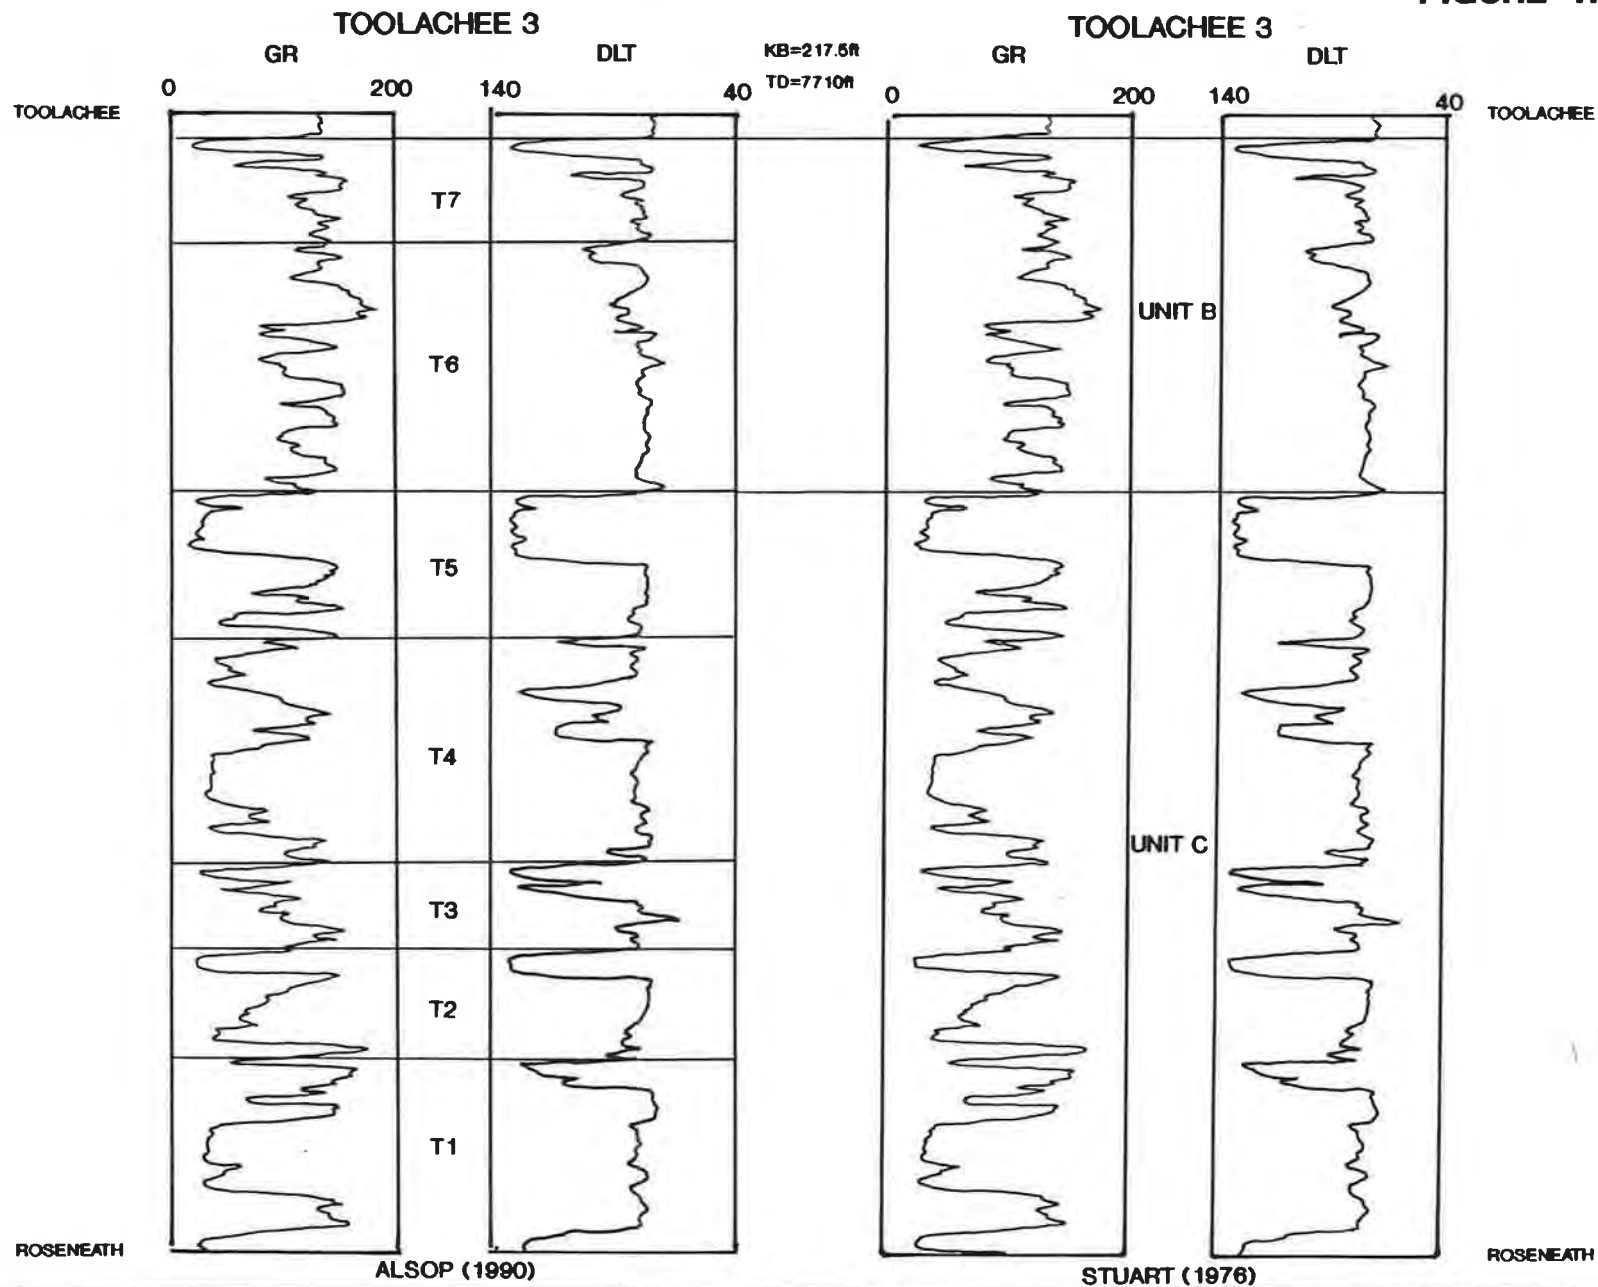 TOOLACHEE 3
TOOLACHEE 3
GR
DLT
KB=217.5ft
GR
DLT
TD=7710ft
0
200
140
40
0
200
140
40
TOOLACHEE
TOOLACHEE
T7
UNIT B
T6
T5
T4
UNIT C
T3
T2
T1
ROSENEATH
ROSENEATH
ALSOP (1990)
STUART (1976)